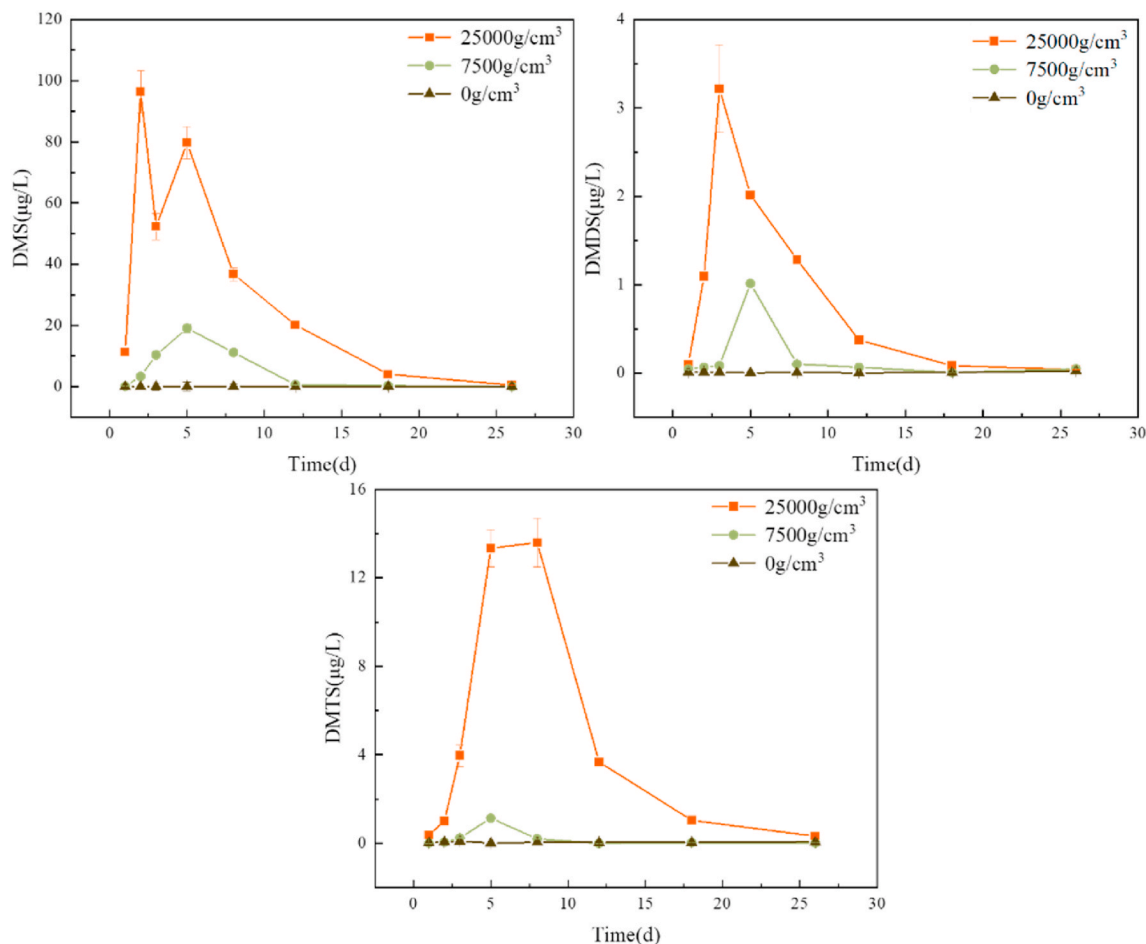 120
100
80
60
40
20
0
DMS(μg/L)
25000g/cm³
7500g/cm³
0g/cm³
0 5 10 15 20 25 30
Time(d)
4
3
2
1
0
DMDS(μg/L)
25000g/cm³
7500g/cm³
0g/cm³
0 5 10 15 20 25 30
Time(d)
16
12
8
4
0
DMTS(μg/L)
25000g/cm³
7500g/cm³
0g/cm³
0 5 10 15 20 25 30
Time(d)